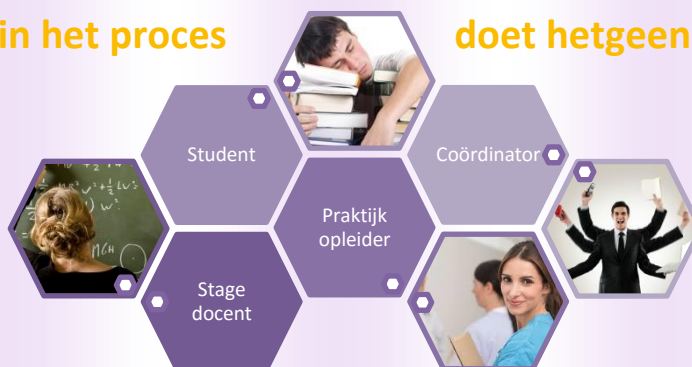 in het proces doet hetgeen
Student
Coördinator
Praktijk
opleider
Stage
docent